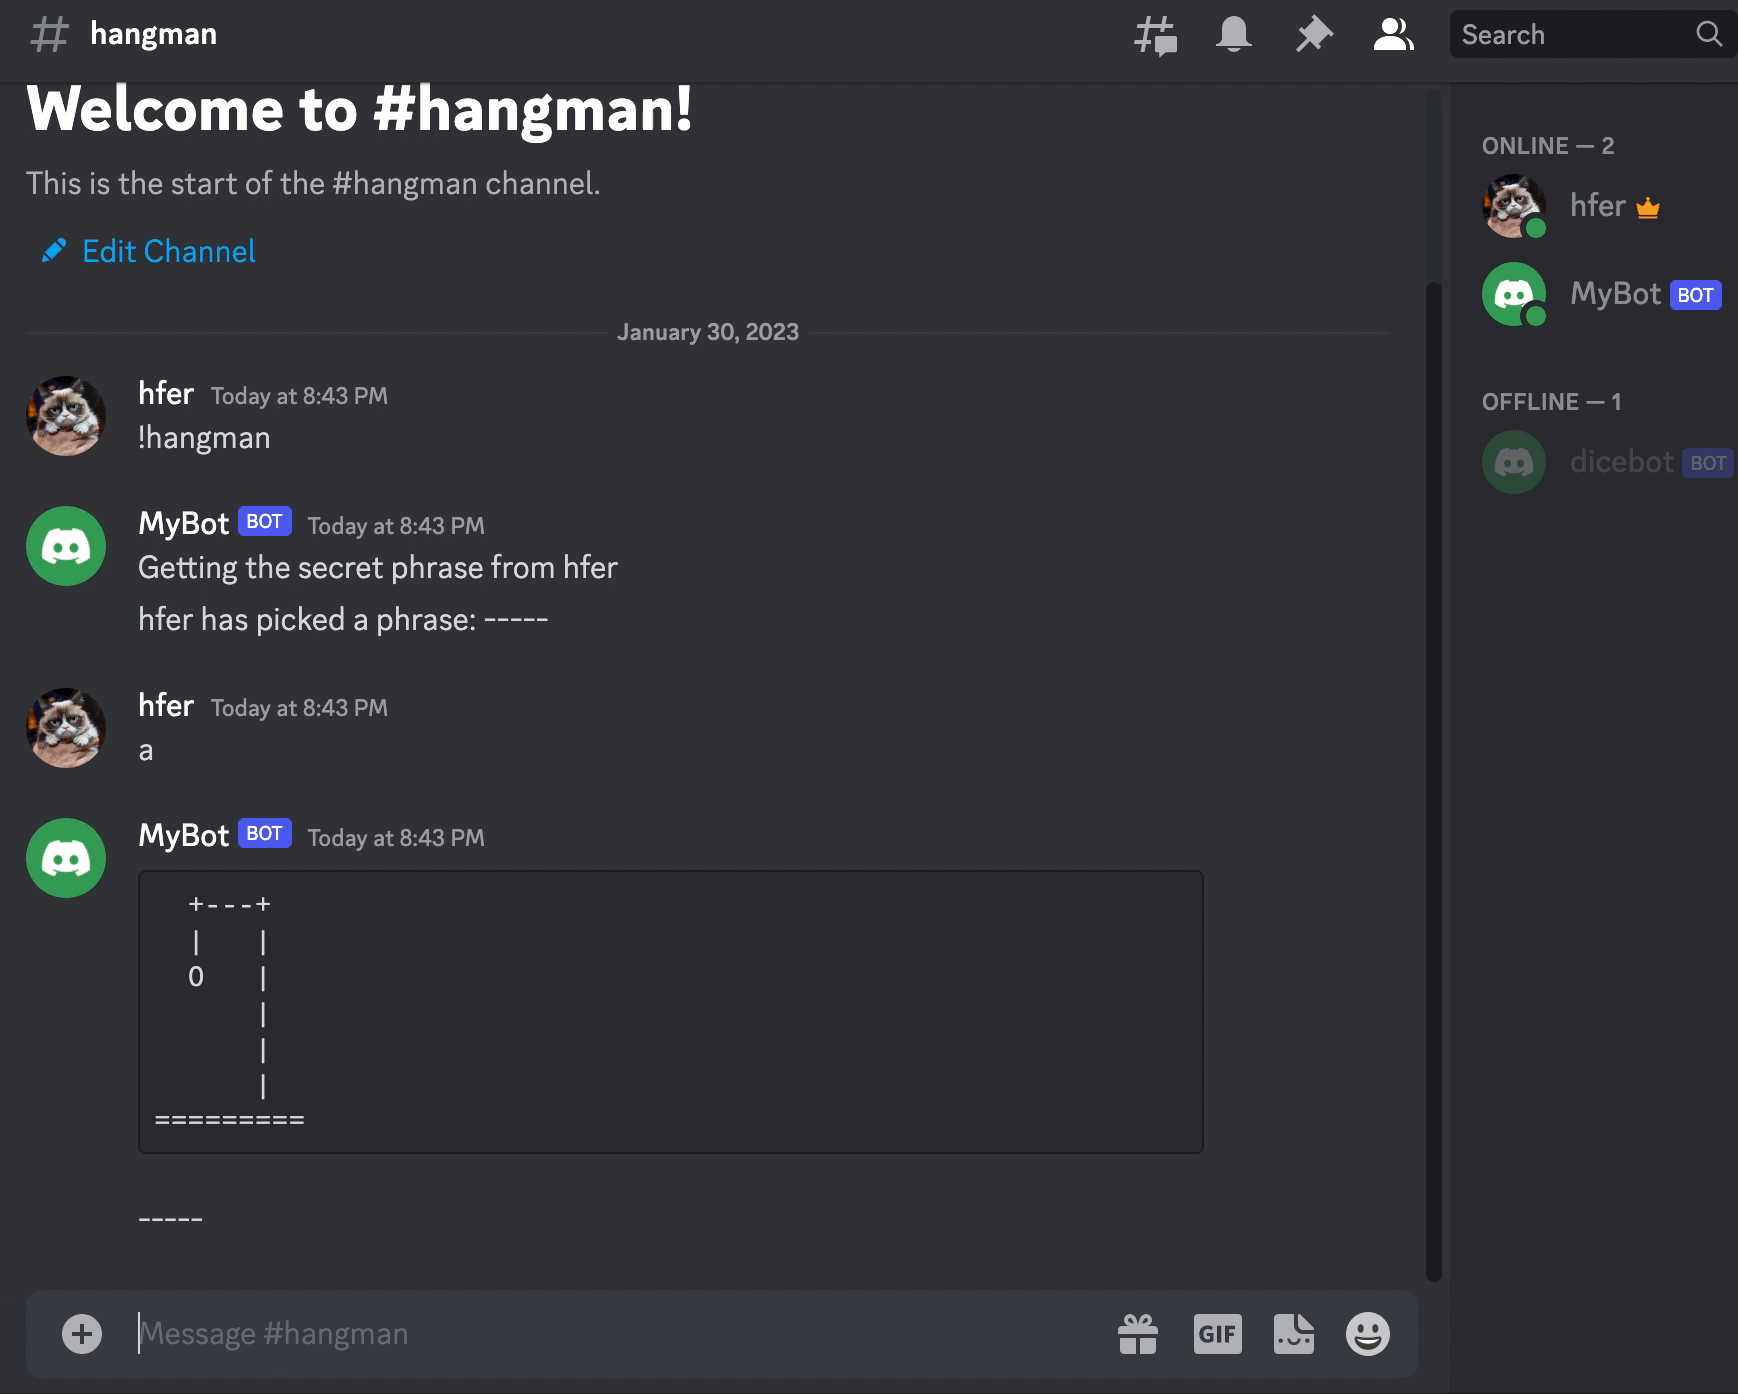 hangman
Search
Welcome to #hangman!
This is the start of the #hangman channel.
Edit Channel
January 30, 2023
hfer Today at 8:43 PM
!hangman
MyBot BOT Today at 8:43 PM
Getting the secret phrase from hfer
hfer has picked a phrase: -----
hfer Today at 8:43 PM
a
MyBot BOT Today at 8:43 PM
  +---+
  |   |
  O   |
      |
      |
      |
=========
-----
Message #hangman
GIF
ONLINE — 2
hfer
MyBot BOT
OFFLINE — 1
dicebot BOT